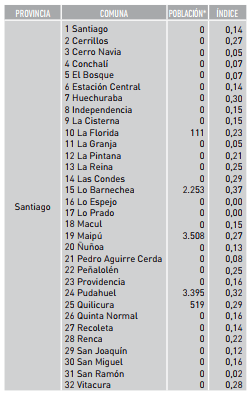 PROVINCIA COMUNA POBLACIÓN* ÍNDICE
1 Santiago 0 0,14
2 Cerrillos 0 0,27
3 Cerro Navia 0 0,05
4 Conchalí 0 0,07
5 El Bosque 0 0,07
6 Estación Central 0 0,14
7 Huechuraba 0 0,30
8 Independencia 0 0,15
9 La Cisterna 0 0,15
10 La Florida 111 0,23
11 La Granja 0 0,05
12 La Pintana 0 0,21
13 La Reina 0 0,25
14 Las Condes 0 0,29
15 Lo Barnechea 2.253 0,37
Santiago 16 Lo Espejo 0 0,00
17 Lo Prado 0 0,00
18 Macul 0 0,15
19 Maipú 3.508 0,27
20 Ñuñoa 0 0,13
21 Pedro Aguirre Cerda 0 0,08
22 Peñalolén 0 0,25
23 Providencia 0 0,16
24 Pudahuel 3.395 0,32
25 Quilicura 519 0,29
26 Quinta Normal 0 0,16
27 Recoleta 0 0,14
28 Renca 0 0,22
29 San Joaquín 0 0,12
30 San Miguel 0 0,16
31 San Ramón 0 0,02
32 Vitacura 0 0,28